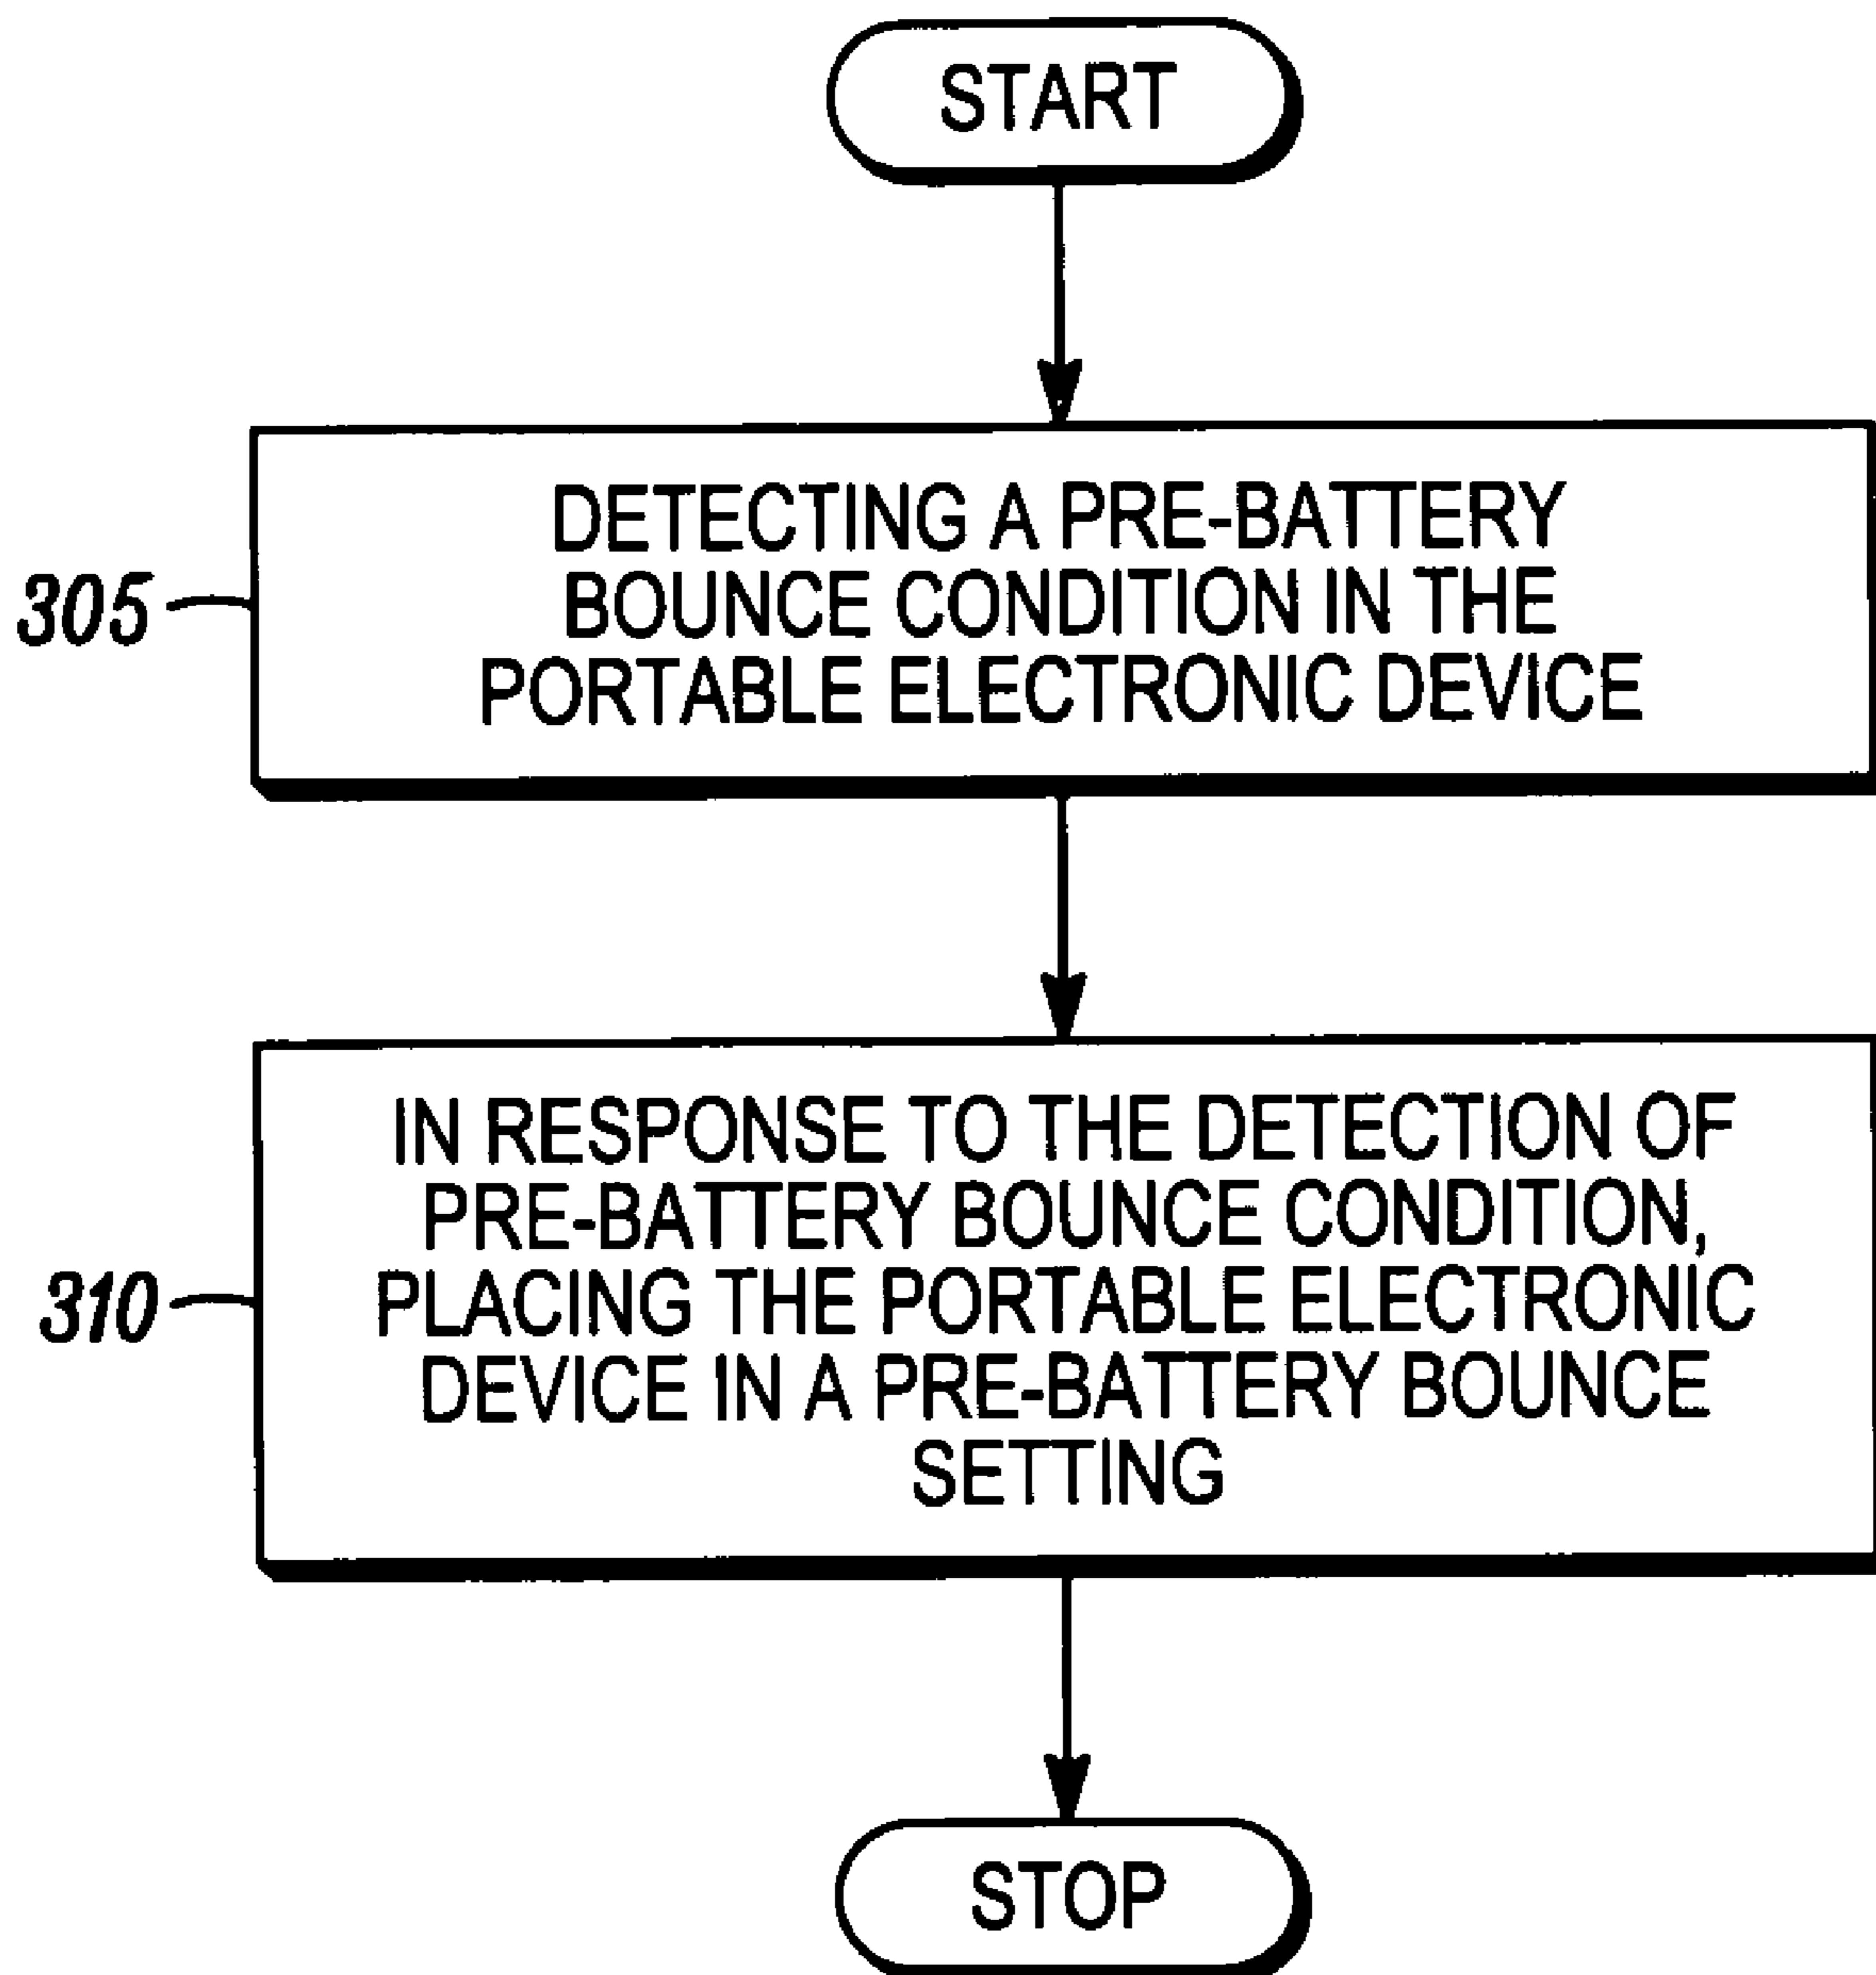 START
DETECTING A PRE-BATTERY
BOUNCE CONDITION IN THE
PORTABLE ELECTRONIC DEVICE
305
IN RESPONSE TO THE DETECTION OF
PRE-BATTERY BOUNCE CONDITION,
PLACING THE PORTABLE ELECTRONIC
DEVICE IN A PRE-BATTERY BOUNCE
SETTING
310
STOP